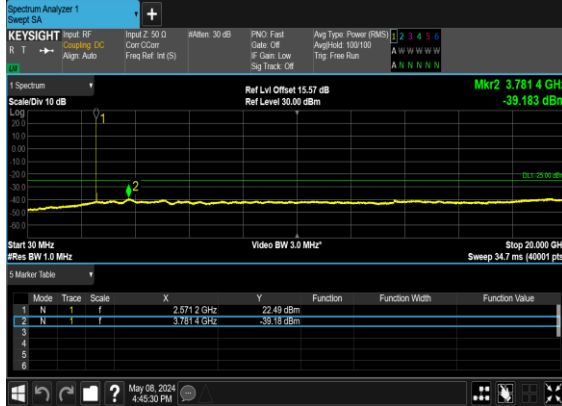 Spectrum Analyzer 1
Swept SA
+
KEYSIGHT Input: RF Input Z: 50 Ω #Atten: 30 dB PNO: Fast Avg Type: Power (RMS) 1 2 3 4 5 6
R T Coupling: DC Corr CCorr Gate: Off Avg|Hold: 100/100 A W W W W W
Align: Auto Freq Ref: Int (S) IF Gain: Low Trig: Free Run
Sig Track: Off A N N N N N
LXI
1 Spectrum Ref Lvl Offset 15.57 dB Mkr2 3.781 4 GHz
Scale/Div 10 dB Ref Level 30.00 dBm -39.183 dBm
Log
1
20.0
10.0
0.00
-10.0
-20.0
DL1 -25.00 dBm
-30.0
2
-40.0
-50.0
-60.0
Start 30 MHz Video BW 3.0 MHz* Stop 20.000 GH
#Res BW 1.0 MHz Sweep 34.7 ms (40001 pts
5 Marker Table
Mode Trace Scale X Y Function Function Width Function Value
1 N 1 f 2.571 2 GHz 22.49 dBm
2 N 1 f 3.781 4 GHz -39.18 dBm
3
4
5
6
? May 08, 2024
4:45:30 PM